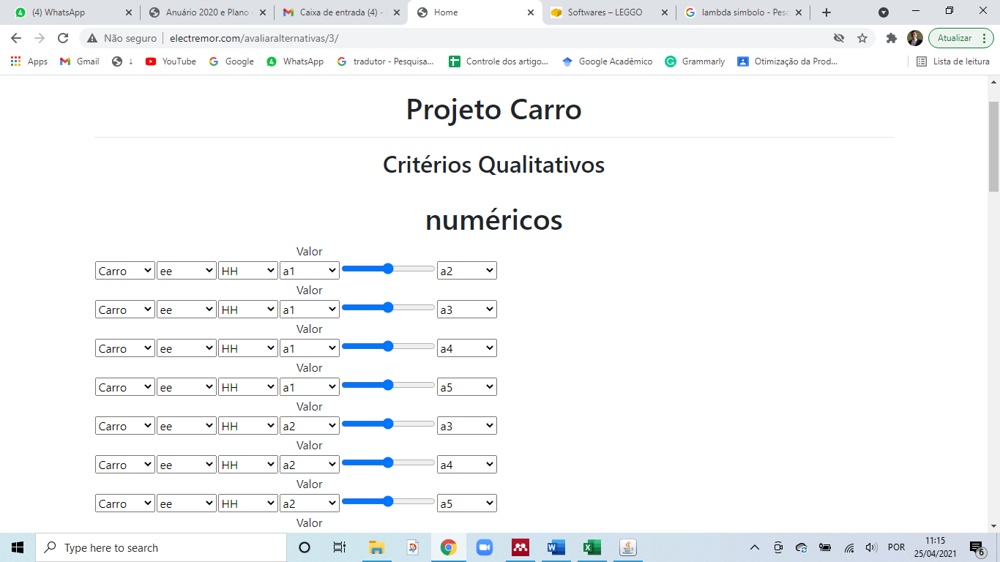 (4) WhatsApp
Anuário 2020 e Plano
Caixa de entrada (4) -
Home
Softwares – LEGGO
lambda simbolo - Pesq
Não seguro
electremor.com/avaliaralternativas/3/
Atualizar
Apps
Gmail
↓
YouTube
Google
WhatsApp
tradutor - Pesquisa...
Controle dos artigo...
Google Acadêmico
Grammarly
Otimização da Prod...
Lista de leitura
Projeto Carro
Critérios Qualitativos
numéricos
Valor
Carro ee HH a1 a2
Valor
Carro ee HH a1 a3
Valor
Carro ee HH a1 a4
Valor
Carro ee HH a1 a5
Valor
Carro ee HH a2 a3
Valor
Carro ee HH a2 a4
Valor
Carro ee HH a2 a5
Valor
Type here to search
POR
11:15
25/04/2021
6